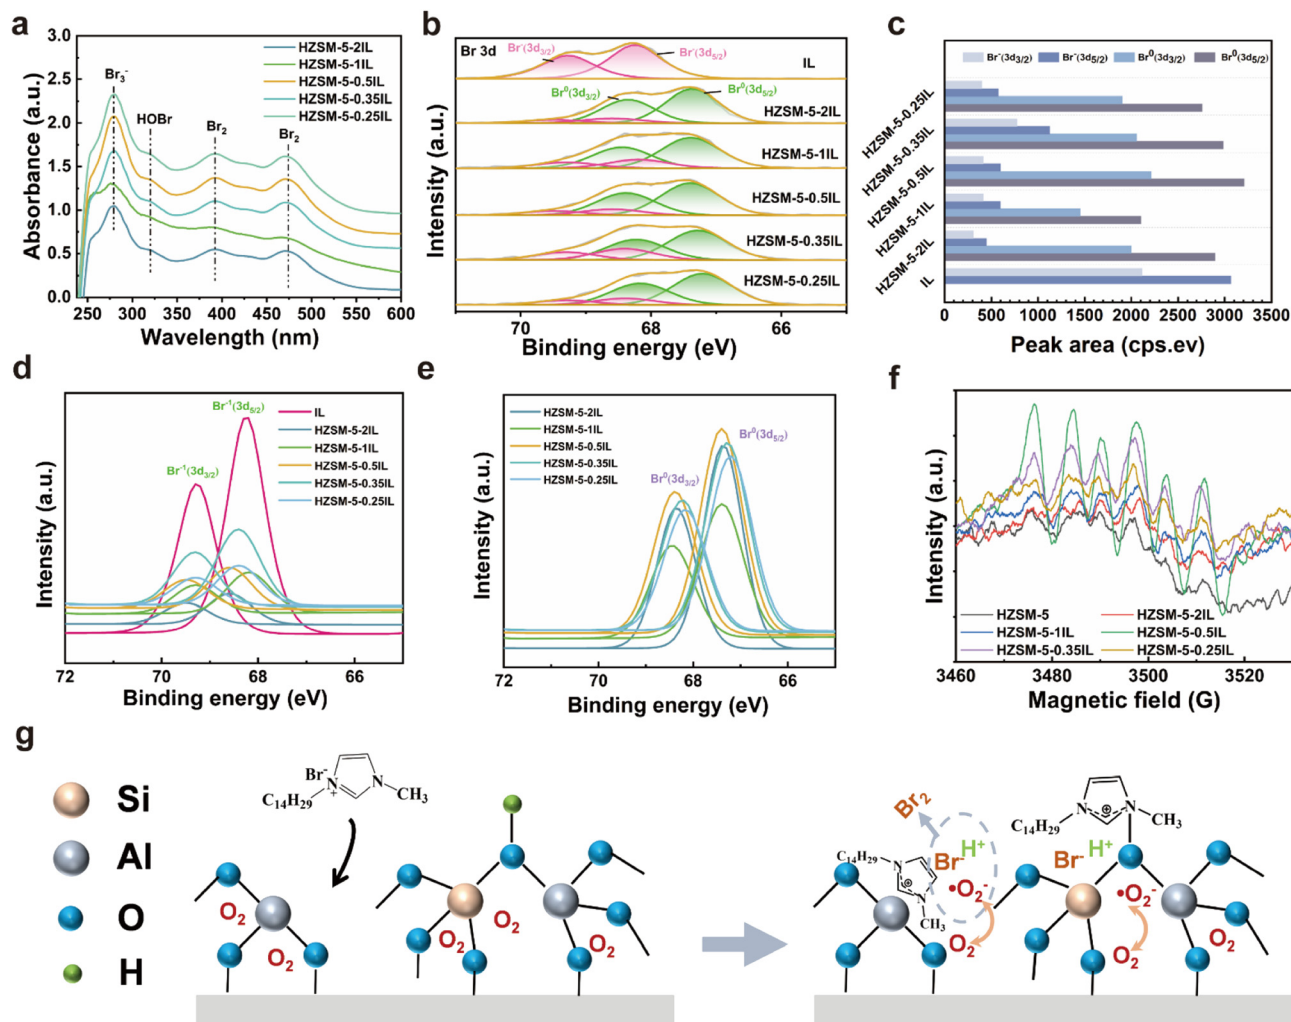 a
3.0
2.5
2.0
1.5
1.0
0.5
0.0
Absorbance (a.u.)
Br₃⁻
HOBr
Br₂
Br₂
HZSM-5-2IL
HZSM-5-1IL
HZSM-5-0.5IL
HZSM-5-0.35IL
HZSM-5-0.25IL
250 300 350 400 450 500 550 600
Wavelength (nm)
b
Br 3d
Br⁻(3d₃/₂)
Br⁻(3d₅/₂)
IL
Br⁰(3d₃/₂)
Br⁰(3d₅/₂)
HZSM-5-2IL
HZSM-5-1IL
HZSM-5-0.5IL
HZSM-5-0.35IL
HZSM-5-0.25IL
Intensity (a.u.)
70 68 66
Binding energy (eV)
c
Br⁻(3d₃/₂) Br⁻(3d₅/₂) Br⁰(3d₃/₂) Br⁰(3d₅/₂)
HZSM-5-0.25IL
HZSM-5-0.35IL
HZSM-5-0.5IL
HZSM-5-1IL
HZSM-5-2IL
IL
0 500 1000 1500 2000 2500 3000 3500
Peak area (cps.ev)
d
Br⁻¹(3d₅/₂)
Br⁻¹(3d₃/₂)
IL
HZSM-5-2IL
HZSM-5-1IL
HZSM-5-0.5IL
HZSM-5-0.35IL
HZSM-5-0.25IL
Intensity (a.u.)
72 70 68 66
Binding energy (eV)
e
HZSM-5-2IL
HZSM-5-1IL
HZSM-5-0.5IL
HZSM-5-0.35IL
HZSM-5-0.25IL
Br⁰(3d₅/₂)
Br⁰(3d₃/₂)
Intensity (a.u.)
72 70 68 66
Binding energy (eV)
f
Intensity (a.u.)
HZSM-5 HZSM-5-2IL
HZSM-5-1IL HZSM-5-0.5IL
HZSM-5-0.35IL HZSM-5-0.25IL
3460 3480 3500 3520
Magnetic field (G)
g
Si
Al
O
H
Br⁻
N
+
N
C₁₄H₂₉
CH₃
O₂
O₂
O₂
O₂
O₂
Br₂
C₁₄H₂₉
N
⊕
N
CH₃
Br⁻
H⁺
•O₂⁻
O₂
C₁₄H₂₉
N
⊕
N
CH₃
Br⁻
H⁺
•O₂⁻
O₂
O₂